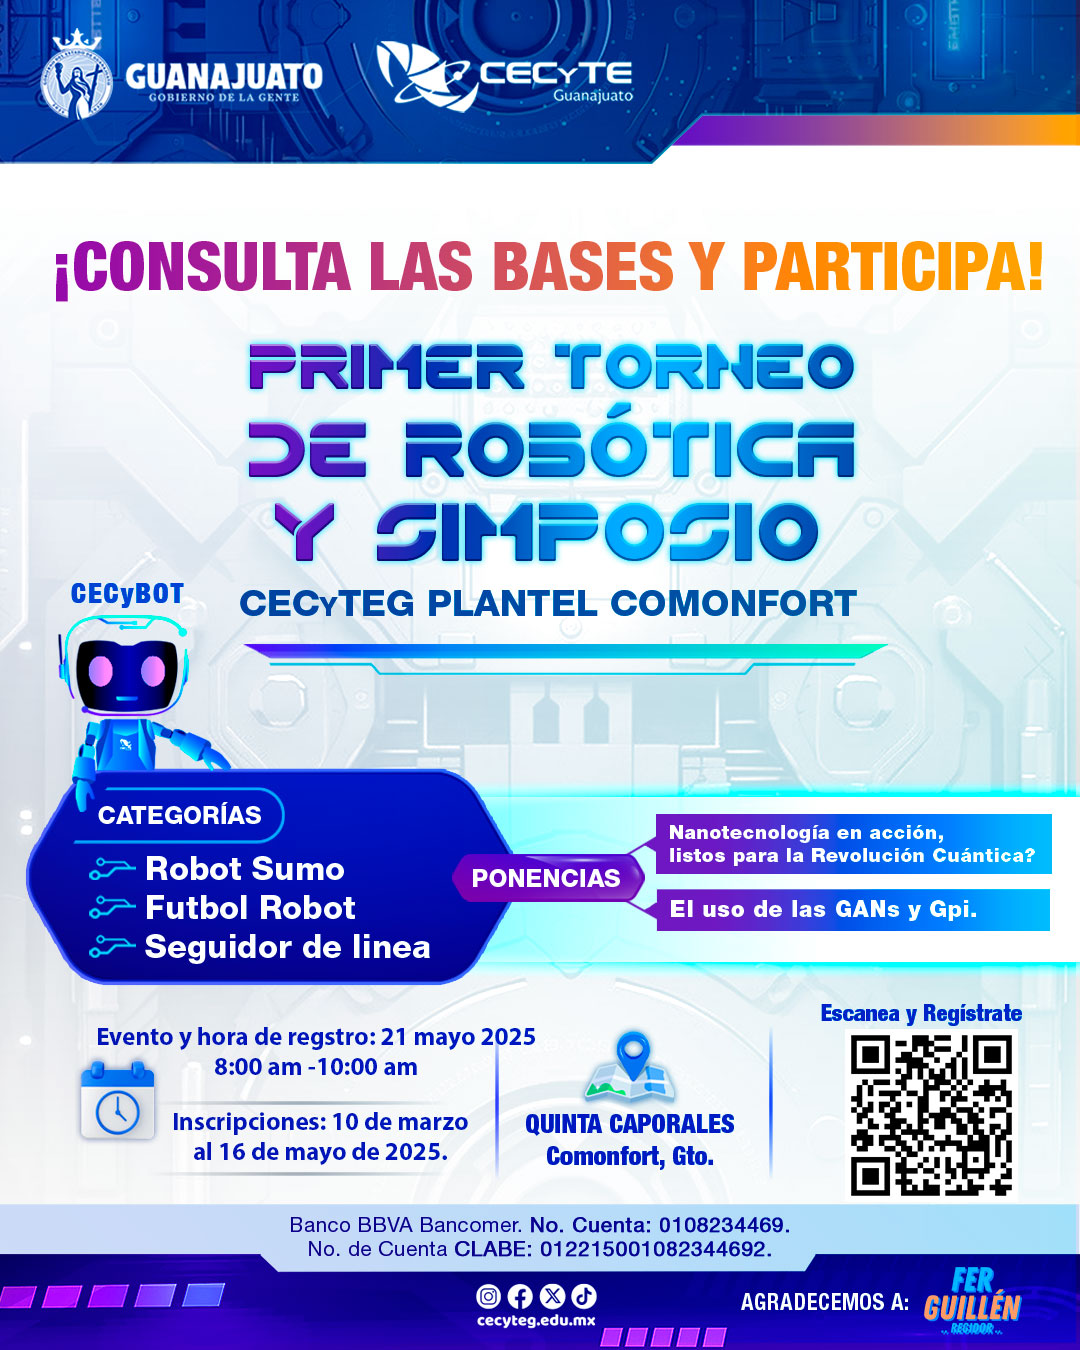 GUANAJUATO
GOBIERNO DE LA GENTE
CECyTE
Guanajuato
¡CONSULTA LAS BASES Y PARTICIPA!
PRIMER TORNEO
DE ROBÓTICA
Y SIMPOSIO
CECyTEG PLANTEL COMONFORT
CECyBOT
CATEGORÍAS
Robot Sumo
Futbol Robot
Seguidor de linea
PONENCIAS
Nanotecnología en acción,
listos para la Revolución Cuántica?
El uso de las GANs y Gpi.
Evento y hora de regstro: 21 mayo 2025
8:00 am -10:00 am
Inscripciones: 10 de marzo
al 16 de mayo de 2025.
QUINTA CAPORALES
Comonfort, Gto.
Escanea y Regístrate
Banco BBVA Bancomer. No. Cuenta: 0108234469.
No. de Cuenta CLABE: 012215001082344692.
cecyteg.edu.mx
AGRADECEMOS A:
FER
GUILLÉN
REGIDOR